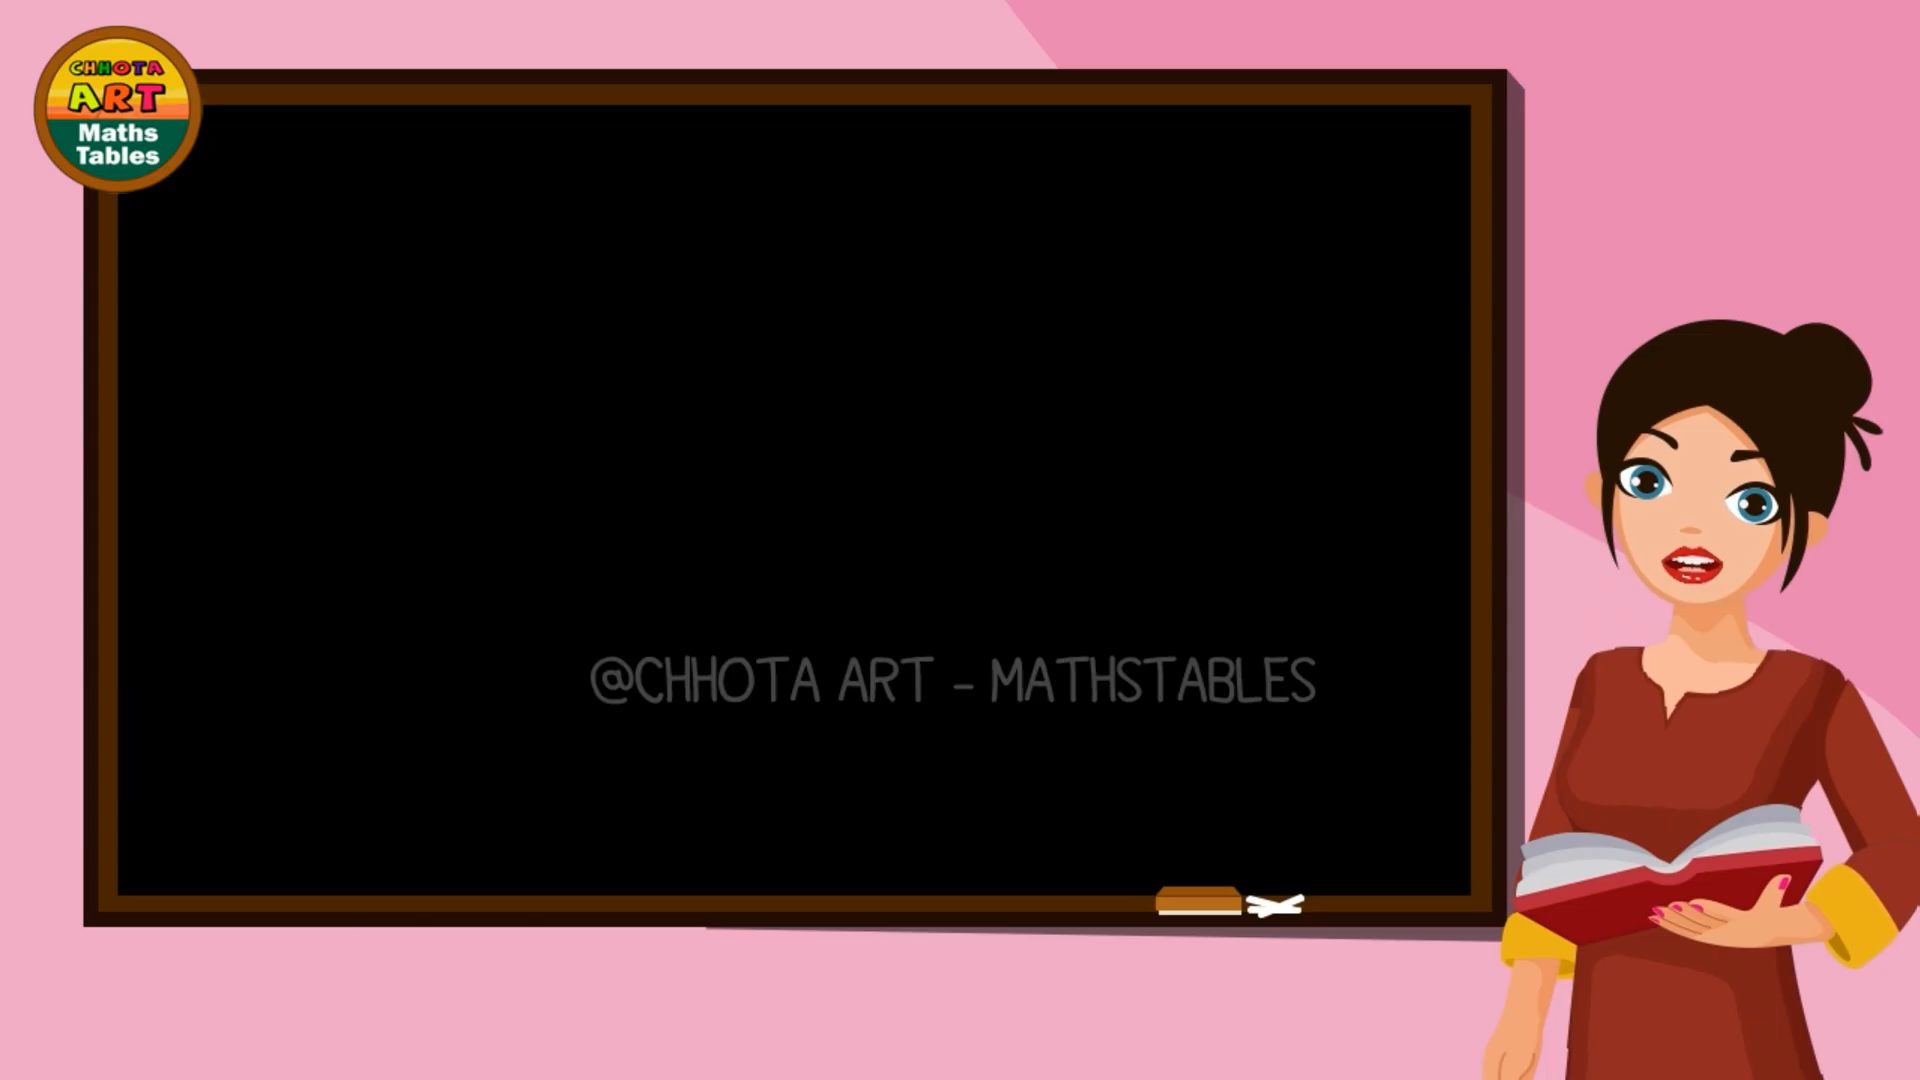 CHHOTA
ART
Maths
Tables
@CHHOTA ART - MATHSTABLES